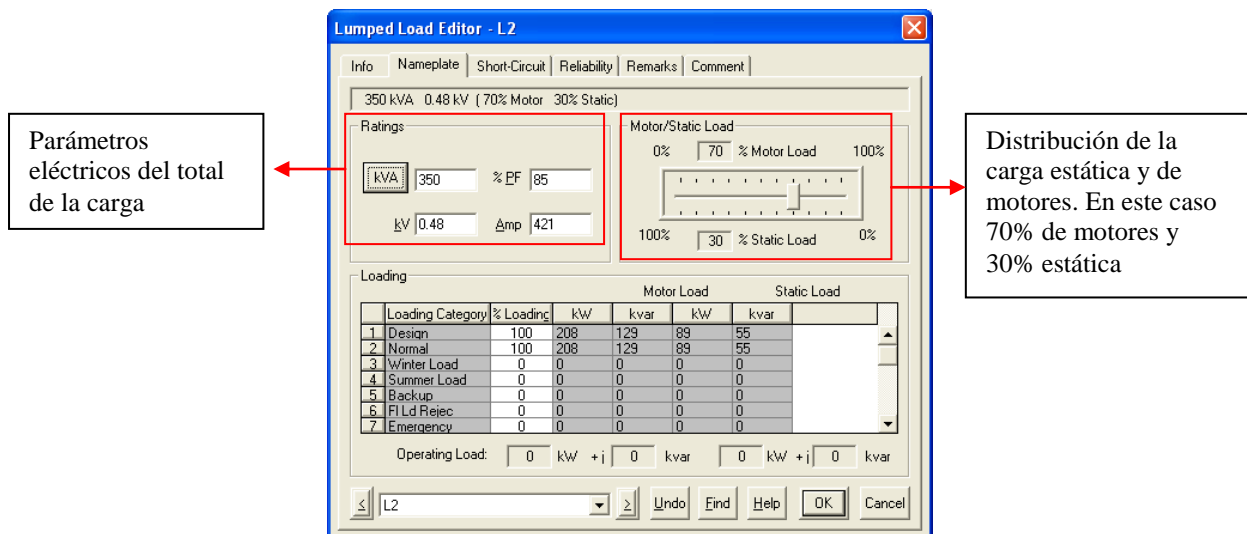 Lumped Load Editor - L2
Info Nameplate Short-Circuit Reliability Remarks Comment
350 kVA 0.48 kV ( 70% Motor 30% Static)
Parámetros
eléctricos del total
de la carga
Ratings
kVA 350 % PF 85
kV 0.48 Amp 421
Motor/Static Load
0% 70 % Motor Load 100%
100% 30 % Static Load 0%
Distribución de la
carga estática y de
motores. En este caso
70% de motores y
30% estática
Loading
Motor Load Static Load
Loading Category % Loading kW kvar kW kvar
1 Design 100 208 129 89 55
2 Normal 100 208 129 89 55
3 Winter Load 0 0 0 0 0
4 Summer Load 0 0 0 0 0
5 Backup 0 0 0 0 0
6 Fl Ld Rejec 0 0 0 0 0
7 Emergency 0 0 0 0 0
Operating Load: 0 kW + j 0 kvar 0 kW + j 0 kvar
< L2 > Undo Find Help OK Cancel